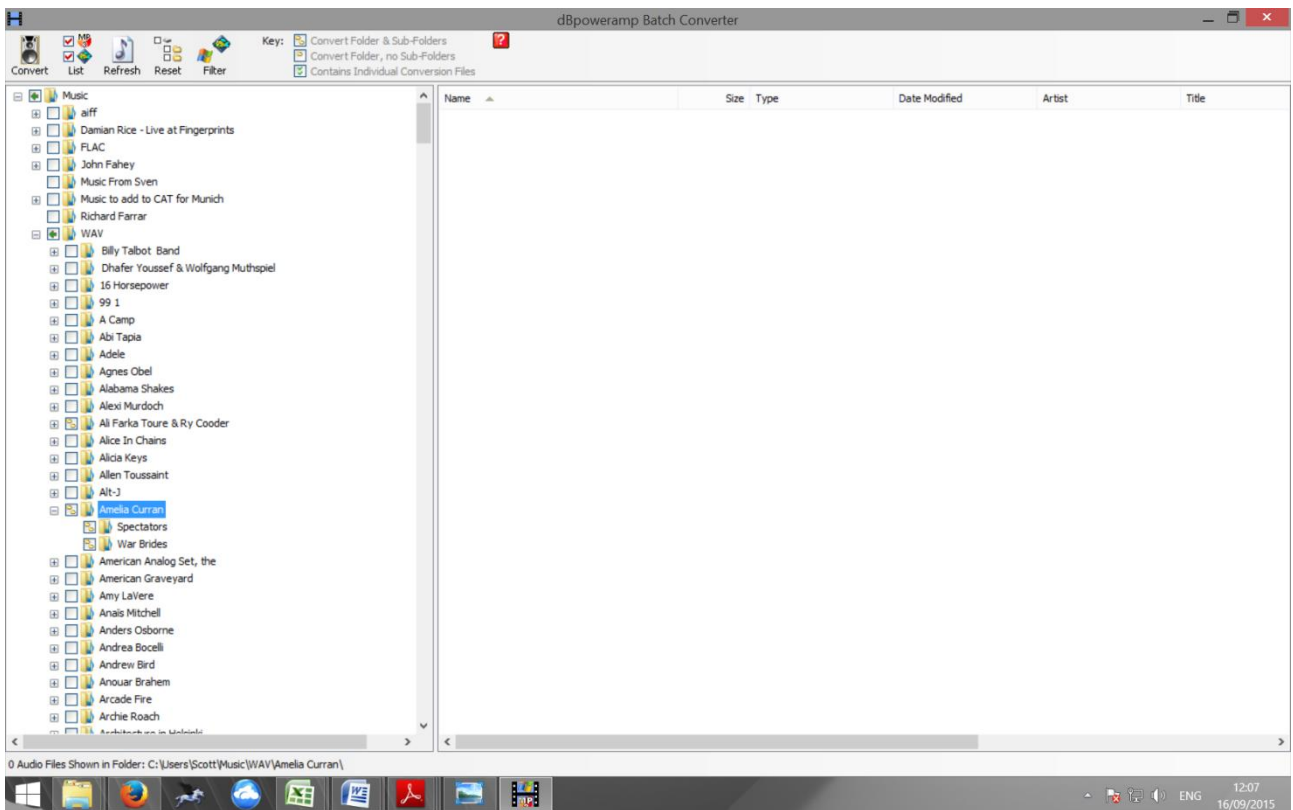 dBpoweramp Batch Converter
Convert List Refresh Reset Filter
Key: Convert Folder & Sub-Folders
Convert Folder, no Sub-Folders
Contains Individual Conversion Files
Name Size Type Date Modified Artist Title
Music
aiff
Damian Rice - Live at Fingerprints
FLAC
John Fahey
Music From Sven
Music to add to CAT for Munich
Richard Farrar
WAV
Billy Talbot Band
Dhafer Youssef & Wolfgang Muthspiel
16 Horsepower
99 1
A Camp
Abi Tapia
Adele
Agnes Obel
Alabama Shakes
Alexi Murdoch
Ali Farka Toure & Ry Cooder
Alice In Chains
Alicia Keys
Allen Toussaint
Alt-J
Amelia Curran
Spectators
War Brides
American Analog Set, the
American Graveyard
Amy LaVere
Anais Mitchell
Anders Osborne
Andrea Bocelli
Andrew Bird
Anouar Brahem
Arcade Fire
Archie Roach
0 Audio Files Shown in Folder: C:\Users\Scott\Music\WAV\Amelia Curran\
ENG
12:07
16/09/2015